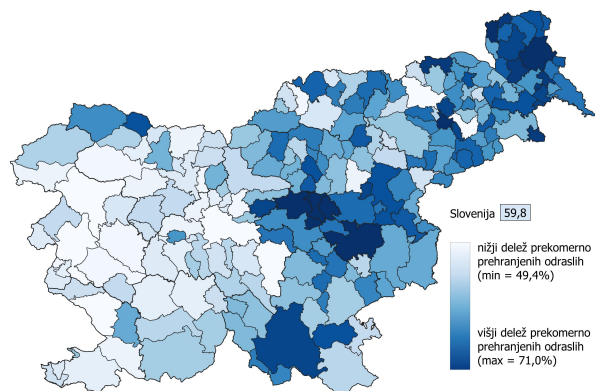 Slovenija 59,8
nižji delež prekomerno
prehranjenih odraslih
(min = 49,4%)
višji delež prekomerno
prehranjenih odraslih
(max = 71,0%)